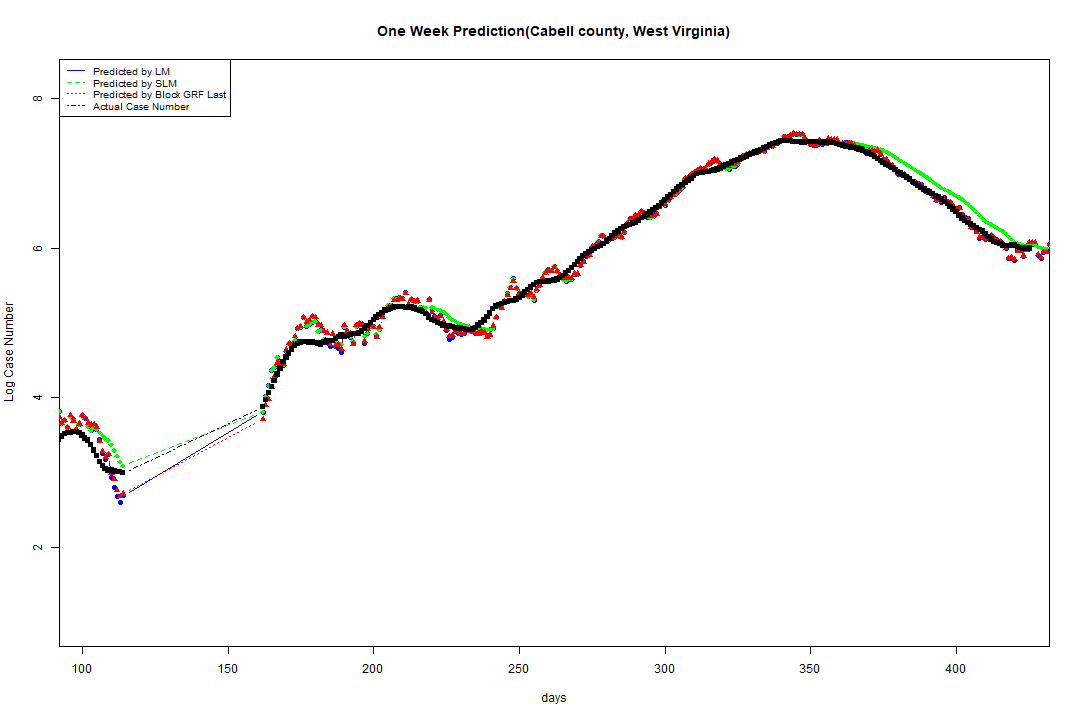 One Week Prediction(Cabell county, West Virginia)
Predicted by LM
Predicted by SLM
Predicted by Block GRF Last
Actual Case Number
8
6
4
2
Log Case Number
100 150 200 250 300 350 400
days